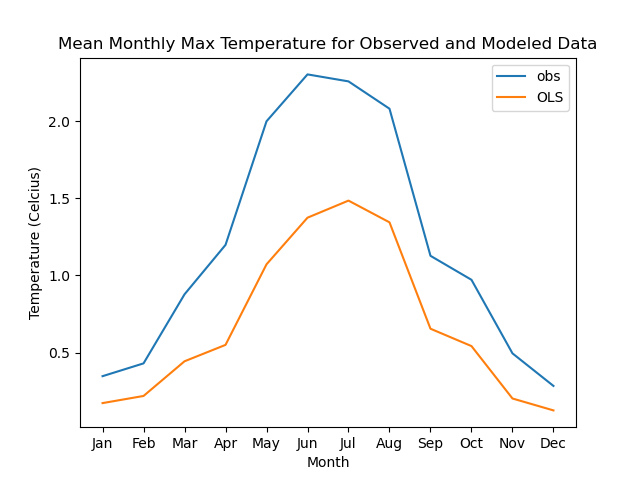 Mean Monthly Max Temperature for Observed and Modeled Data
obs
OLS
Temperature (Celcius)
2.0
1.5
1.0
0.5
Jan Feb Mar Apr May Jun Jul Aug Sep Oct Nov Dec
Month